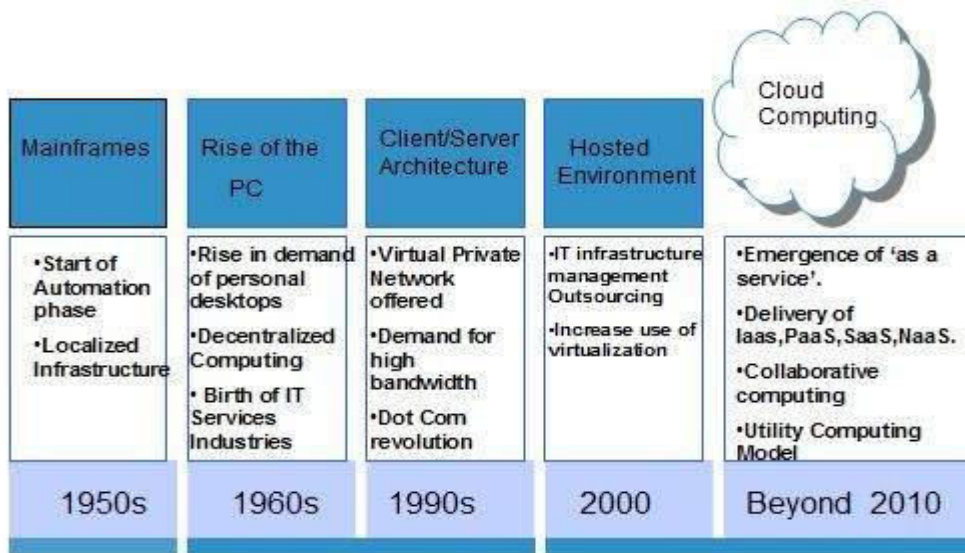 Cloud
Computing
Mainframes
Rise of the
PC
Client/Server
Architecture
Hosted
Environment
•Start of
Automation
phase
•Localized
Infrastructure
•Rise in demand
of personal
desktops
•Decentralized
Computing
• Birth of IT
Services
Industries
•Virtual Private
Network
offered
•Demand for
high
bandwidth
•Dot Com
revolution
•IT infrastructure
management
Outsourcing
•Increase use of
virtualization
•Emergence of ‘as a
service’.
•Delivery of
Iaas,PaaS,SaaS,NaaS.
•Collaborative
computing
•Utility Computing
Model
1950s
1960s
1990s
2000
Beyond 2010